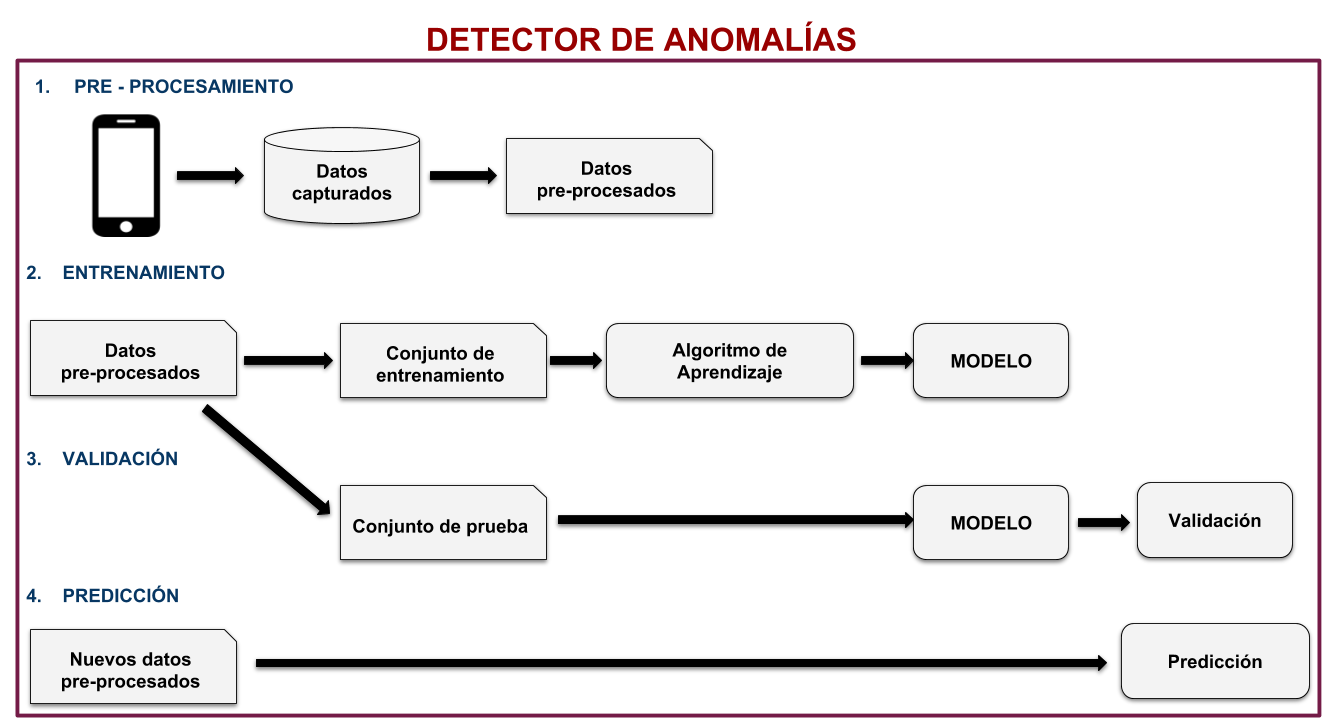 DETECTOR DE ANOMALÍAS
1. PRE - PROCESAMIENTO
Datos
capturados
Datos
pre-procesados
2. ENTRENAMIENTO
Datos
pre-procesados
Conjunto de
entrenamiento
Algoritmo de
Aprendizaje
MODELO
3. VALIDACIÓN
Conjunto de prueba
MODELO
Validación
4. PREDICCIÓN
Nuevos datos
pre-procesados
Predicción